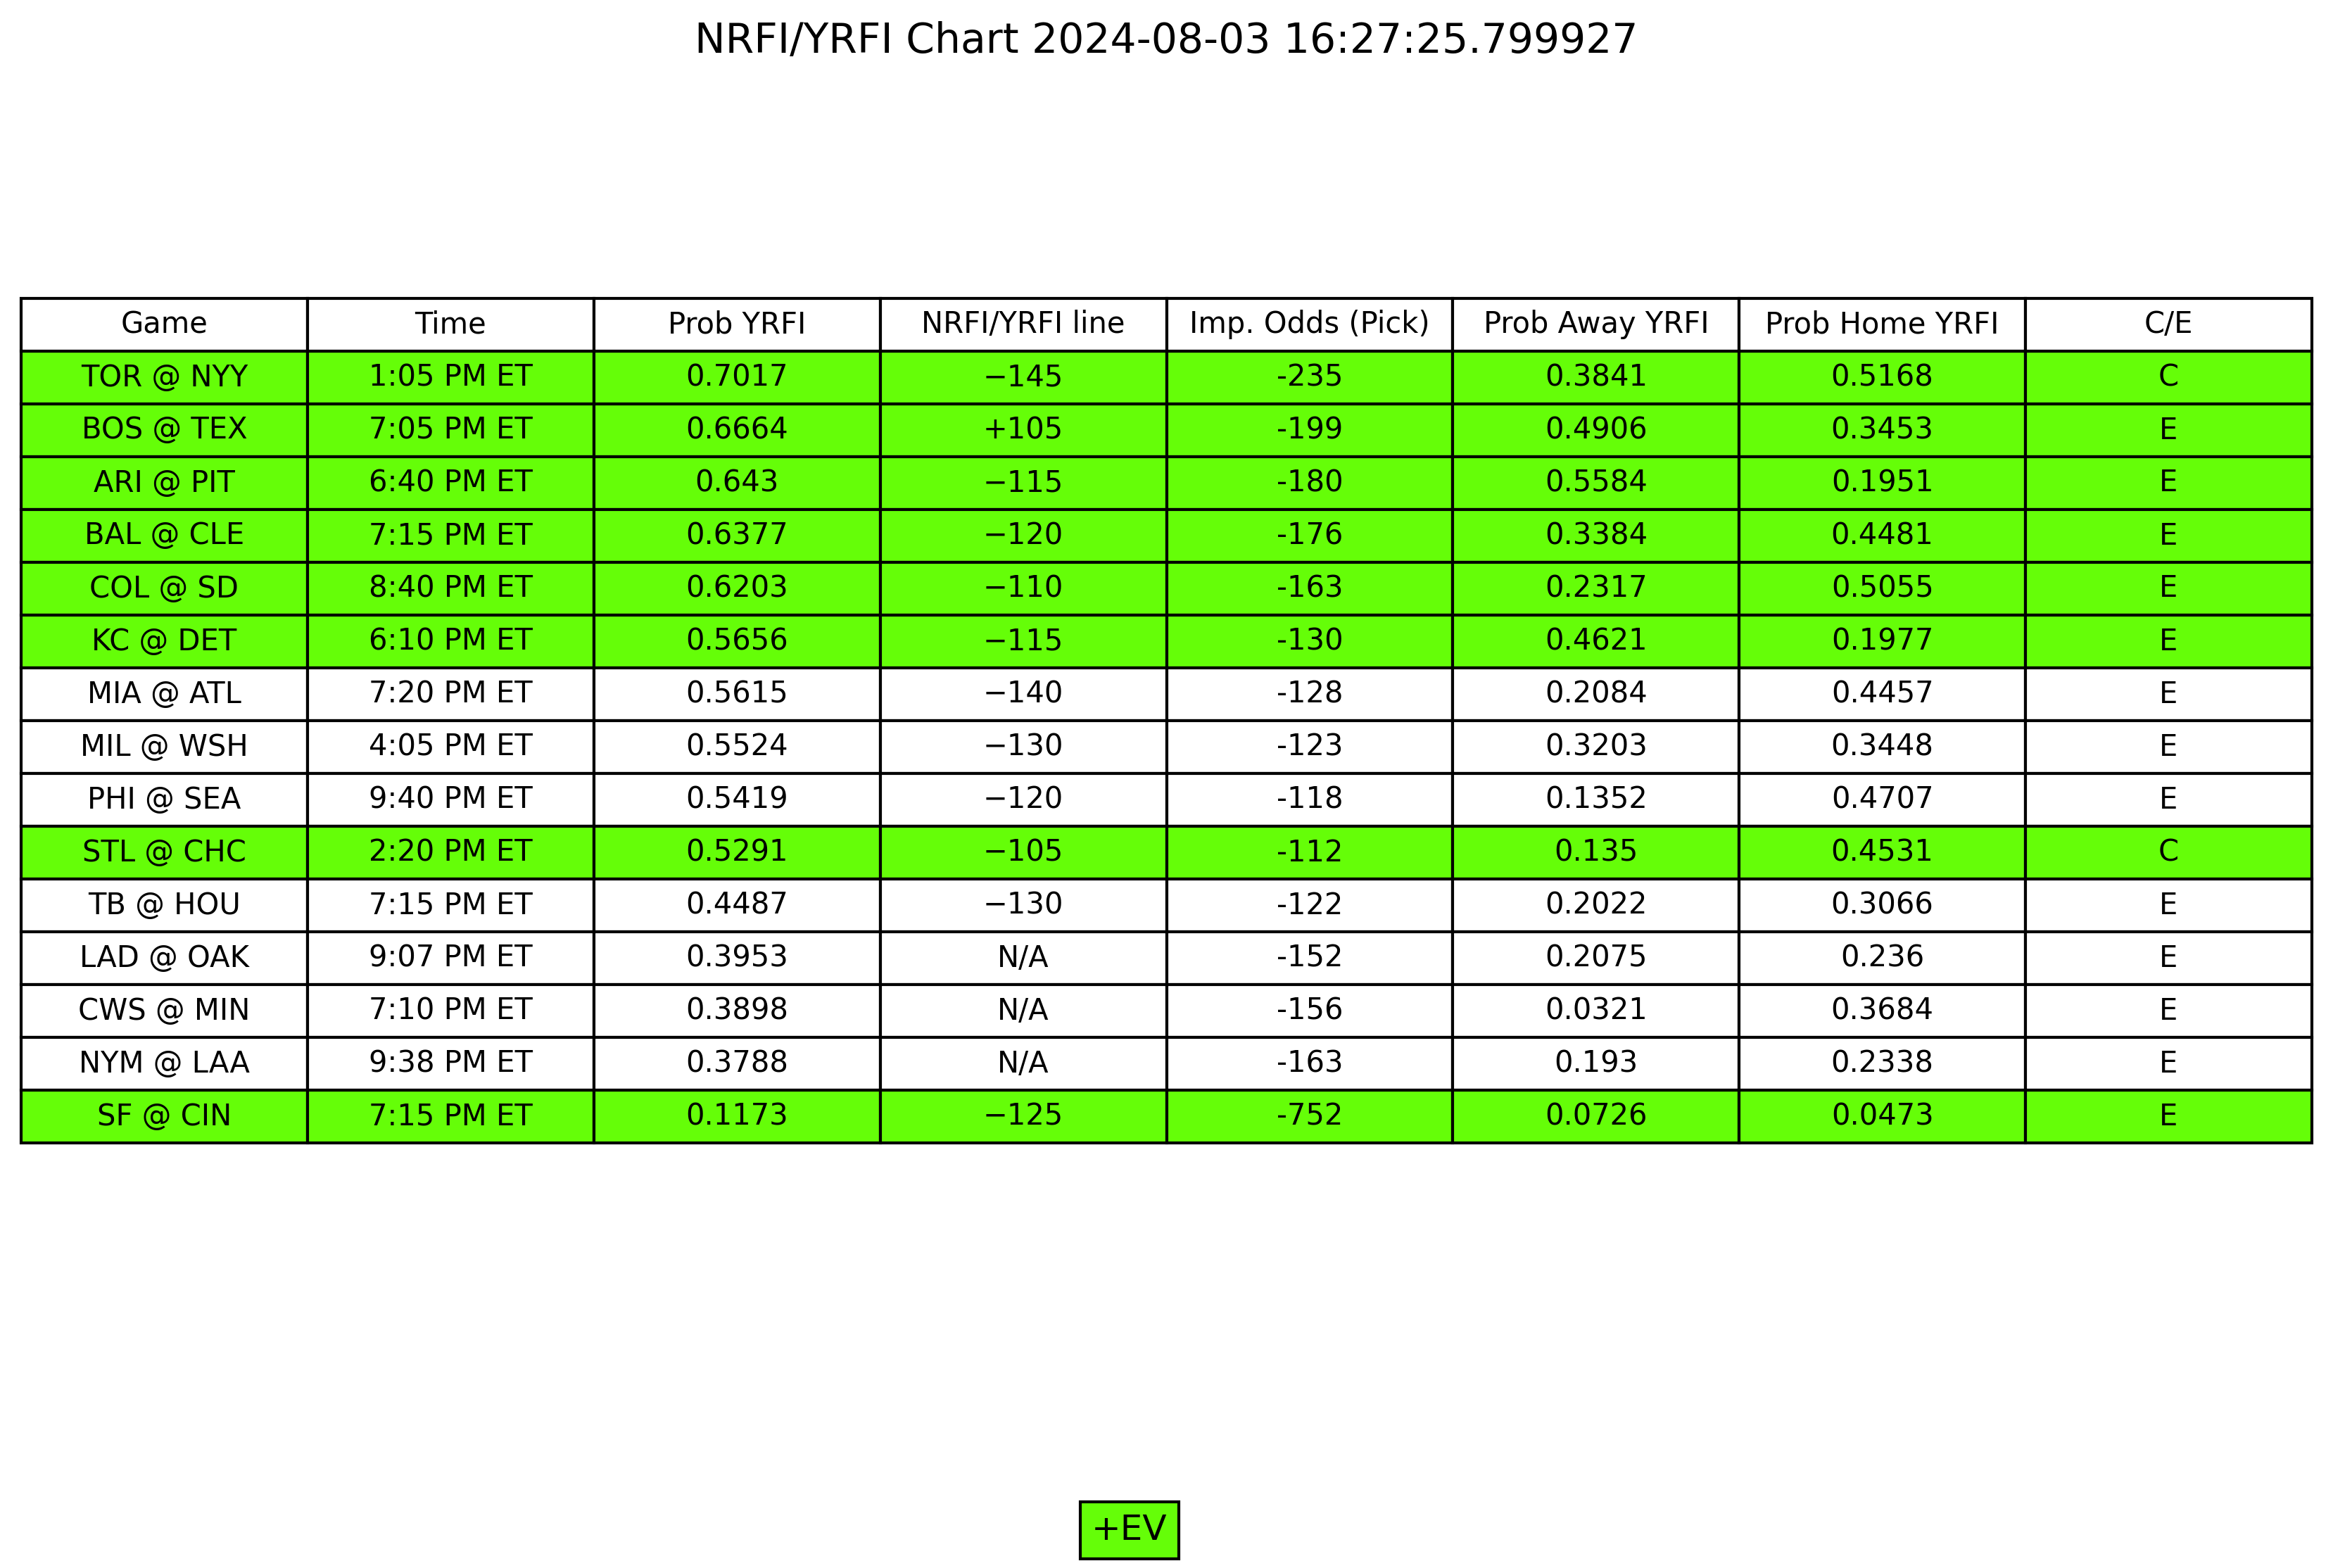 NRFI/YRFI Chart 2024-08-03 16:27:25.799927
Game Time Prob YRFI NRFI/YRFI line Imp. Odds (Pick) Prob Away YRFI Prob Home YRFI C/E
TOR @ NYY 1:05 PM ET 0.7017 −145 -235 0.3841 0.5168 C
BOS @ TEX 7:05 PM ET 0.6664 +105 -199 0.4906 0.3453 E
ARI @ PIT 6:40 PM ET 0.643 −115 -180 0.5584 0.1951 E
BAL @ CLE 7:15 PM ET 0.6377 −120 -176 0.3384 0.4481 E
COL @ SD 8:40 PM ET 0.6203 −110 -163 0.2317 0.5055 E
KC @ DET 6:10 PM ET 0.5656 −115 -130 0.4621 0.1977 E
MIA @ ATL 7:20 PM ET 0.5615 −140 -128 0.2084 0.4457 E
MIL @ WSH 4:05 PM ET 0.5524 −130 -123 0.3203 0.3448 E
PHI @ SEA 9:40 PM ET 0.5419 −120 -118 0.1352 0.4707 E
STL @ CHC 2:20 PM ET 0.5291 −105 -112 0.135 0.4531 C
TB @ HOU 7:15 PM ET 0.4487 −130 -122 0.2022 0.3066 E
LAD @ OAK 9:07 PM ET 0.3953 N/A -152 0.2075 0.236 E
CWS @ MIN 7:10 PM ET 0.3898 N/A -156 0.0321 0.3684 E
NYM @ LAA 9:38 PM ET 0.3788 N/A -163 0.193 0.2338 E
SF @ CIN 7:15 PM ET 0.1173 −125 -752 0.0726 0.0473 E
+EV